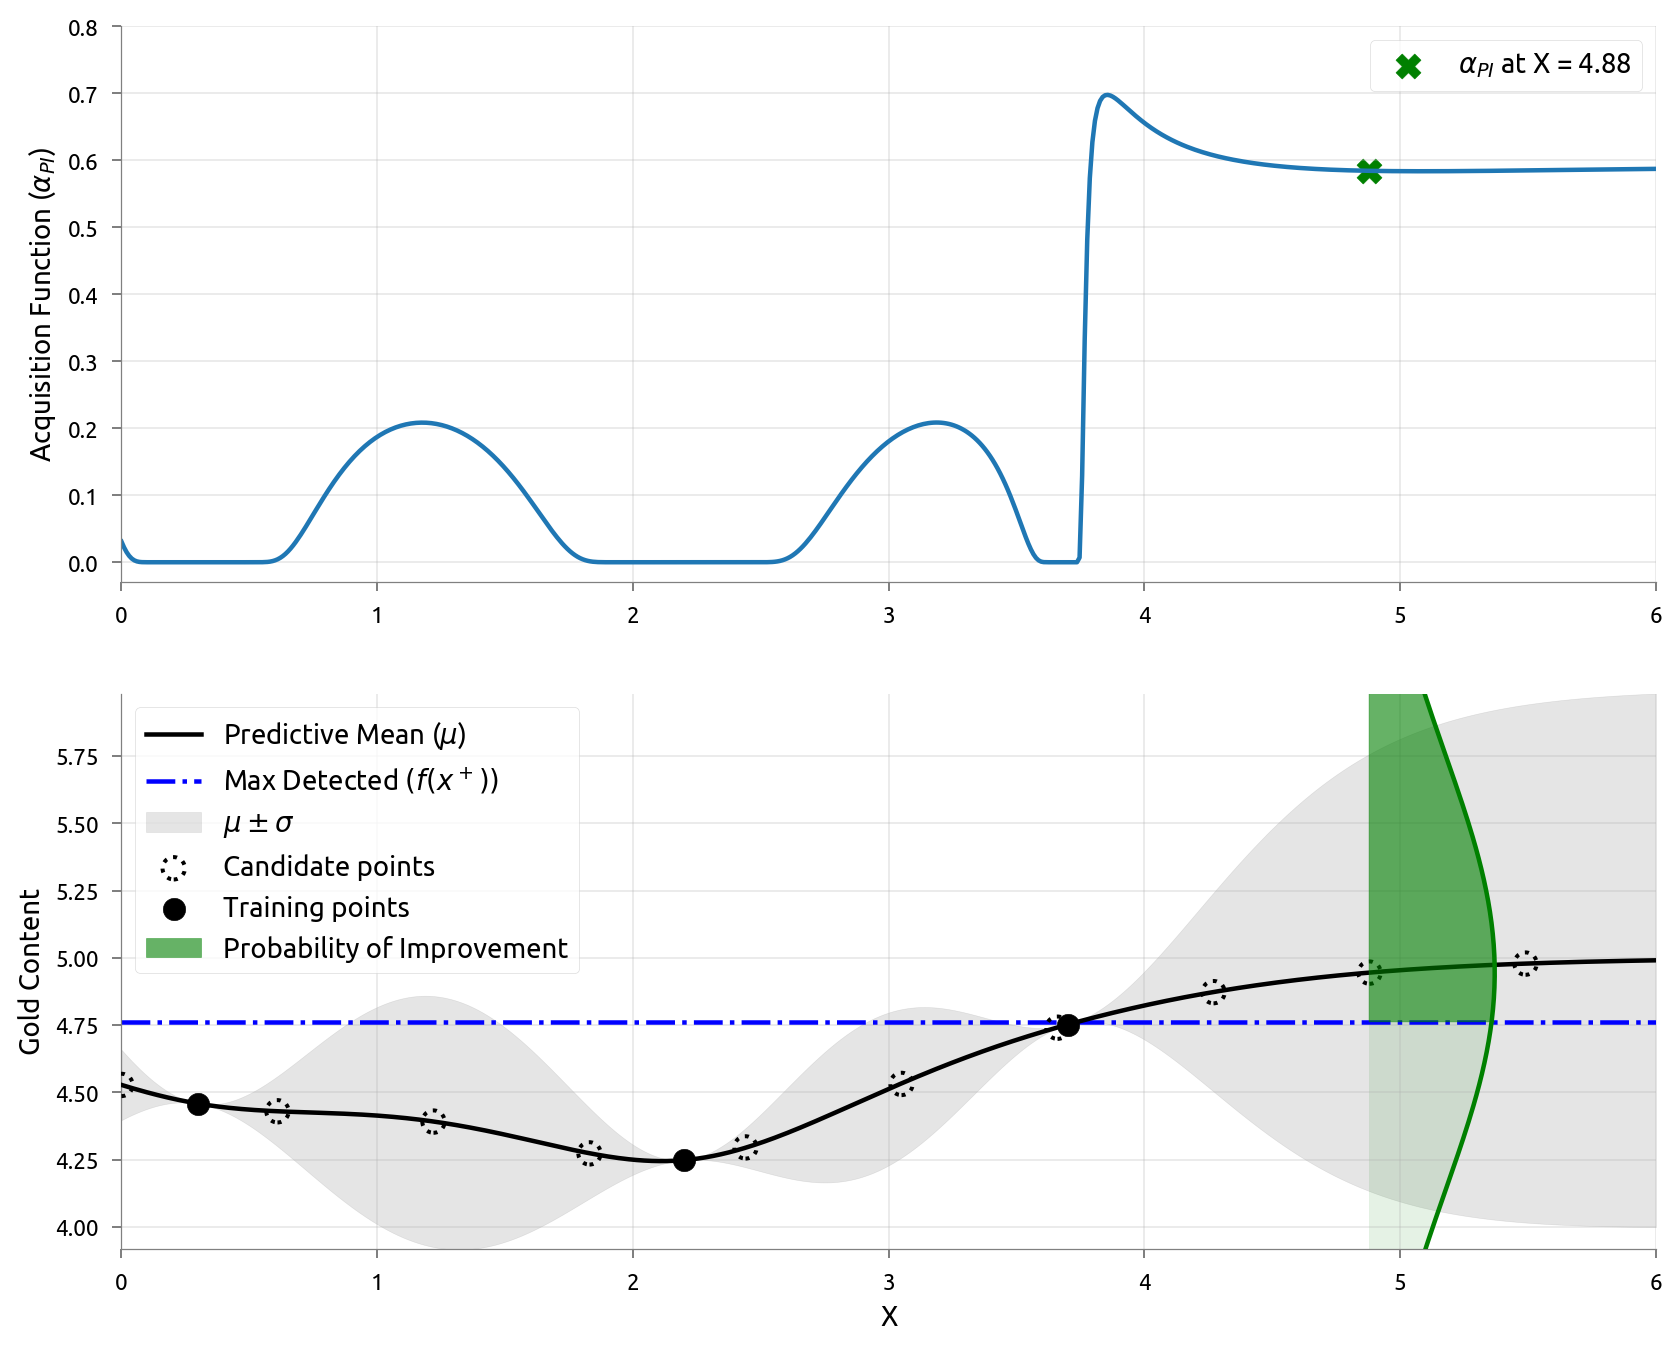 0.8
0.7
0.6
0.5
0.4
0.3
0.2
0.1
0.0
Acquisition Function (α_PI)
α_PI at X = 4.88
0 1 2 3 4 5 6
Predictive Mean (μ)
Max Detected (f(x⁺))
μ ± σ
Candidate points
Training points
Probability of Improvement
5.75
5.50
5.25
5.00
4.75
4.50
4.25
4.00
Gold Content
0 1 2 3 4 5 6
X